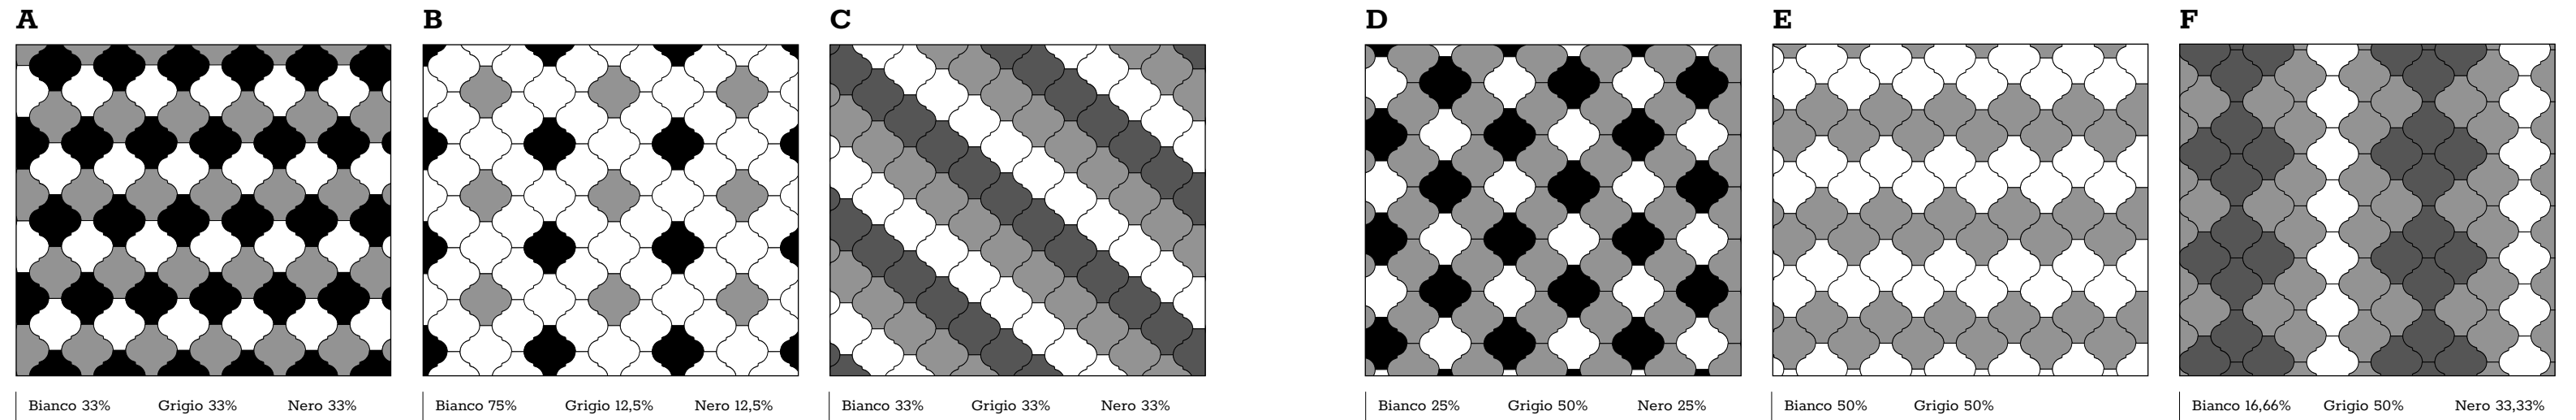 A B C D E F
Bianco 33% Grigio 33% Nero 33% Bianco 75% Grigio 12,5% Nero 12,5% Bianco 33% Grigio 33% Nero 33% Bianco 25% Grigio 50% Nero 25% Bianco 50% Grigio 50% Bianco 16,66% Grigio 50% Nero 33,33%